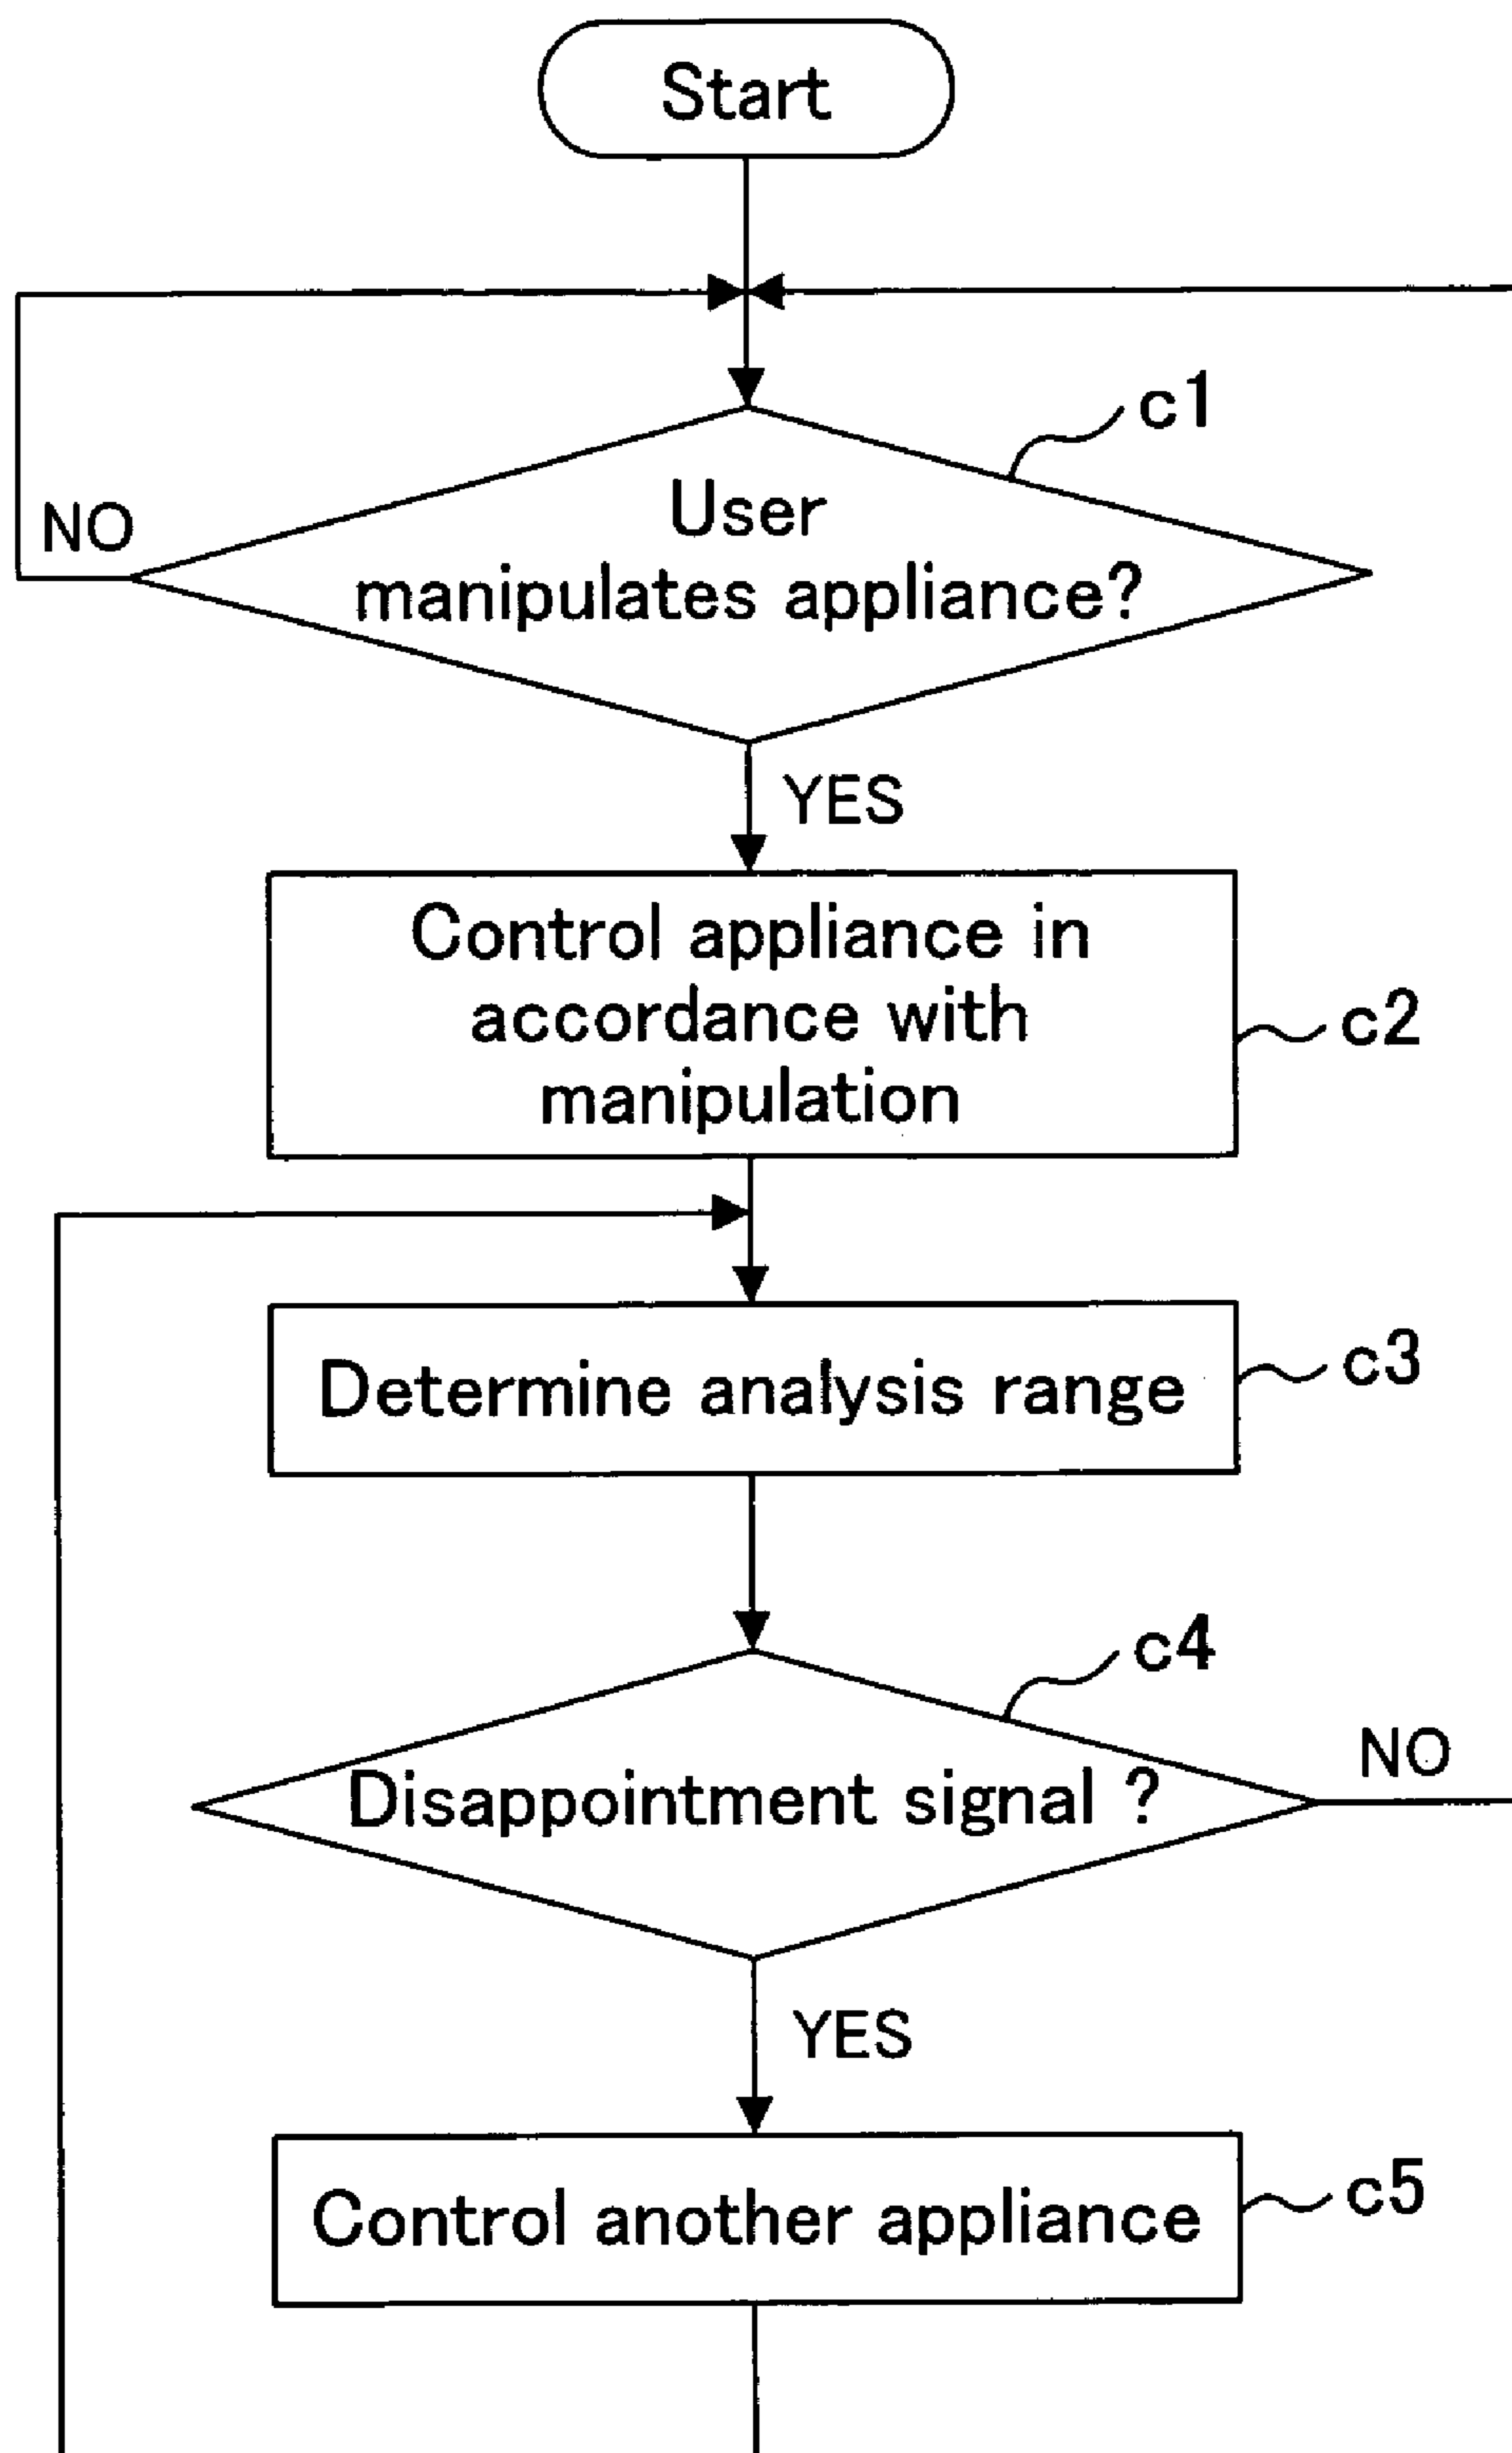 Start
c1
User
manipulates appliance?
NO
YES
Control appliance in
accordance with
manipulation
c2
Determine analysis range
c3
c4
Disappointment signal ?
NO
YES
Control another appliance
c5